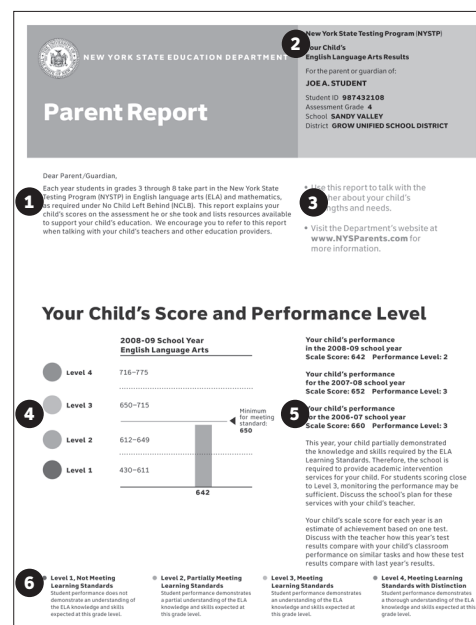 NEW YORK STATE EDUCATION DEPARTMENT
Parent Report
2
New York State Testing Program (NYSTP)
Your Child's
English Language Arts Results
For the parent or guardian of:
JOE A. STUDENT
Student ID 987432108
Assessment Grade 4
School SANDY VALLEY
District GROW UNIFIED SCHOOL DISTRICT
Dear Parent/Guardian,
1
Each year students in grades 3 through 8 take part in the New York State
Testing Program (NYSTP) in English language arts (ELA) and mathematics,
as required under No Child Left Behind (NCLB). This report explains your
child's scores on the assessment he or she took and lists resources available
to support your child's education. We encourage you to refer to this report
when talking with your child's teachers and other education providers.
3
• Use this report to talk with the
about your child's
and needs.
• Visit the Department's website at
www.NYSParents.com for
more information.
Your Child's Score and Performance Level
2008-09 School Year
English Language Arts
4
Level 4 716–775
Level 3 650–715
Level 2 612–649
Level 1 430–611
Minimum
for meeting
standard:
650
642
5
Your child's performance
in the 2008-09 school year
Scale Score: 642 Performance Level: 2
Your child's performance
for the 2007-08 school year
Scale Score: 652 Performance Level: 3
Your child's performance
for the 2006-07 school year
Scale Score: 660 Performance Level: 3
This year, your child partially demonstrated
the knowledge and skills required by the ELA
Learning Standards. Therefore, the school is
required to provide academic intervention
services for your child. For students scoring close
to Level 3, monitoring the performance may be
sufficient. Discuss the school's plan for these
services with your child's teacher.
Your child's scale score for each year is an
estimate of achievement based on one test.
Discuss with the teacher how this year's test
results compare with your child's classroom
performance on similar tasks and how these test
results compare with last year's results.
6
Level 1, Not Meeting
Learning Standards
Student performance does not
demonstrate an understanding of
the ELA knowledge and skills
expected at this grade level.
Level 2, Partially Meeting
Learning Standards
Student performance demonstrates
a partial understanding of the ELA
knowledge and skills expected at
this grade level.
Level 3, Meeting
Learning Standards
Student performance demonstrates
an understanding of the ELA
knowledge and skills expected at
this grade level.
Level 4, Meeting Learning
Standards with Distinction
Student performance demonstrates
a thorough understanding of the ELA
knowledge and skills expected at this
grade level.